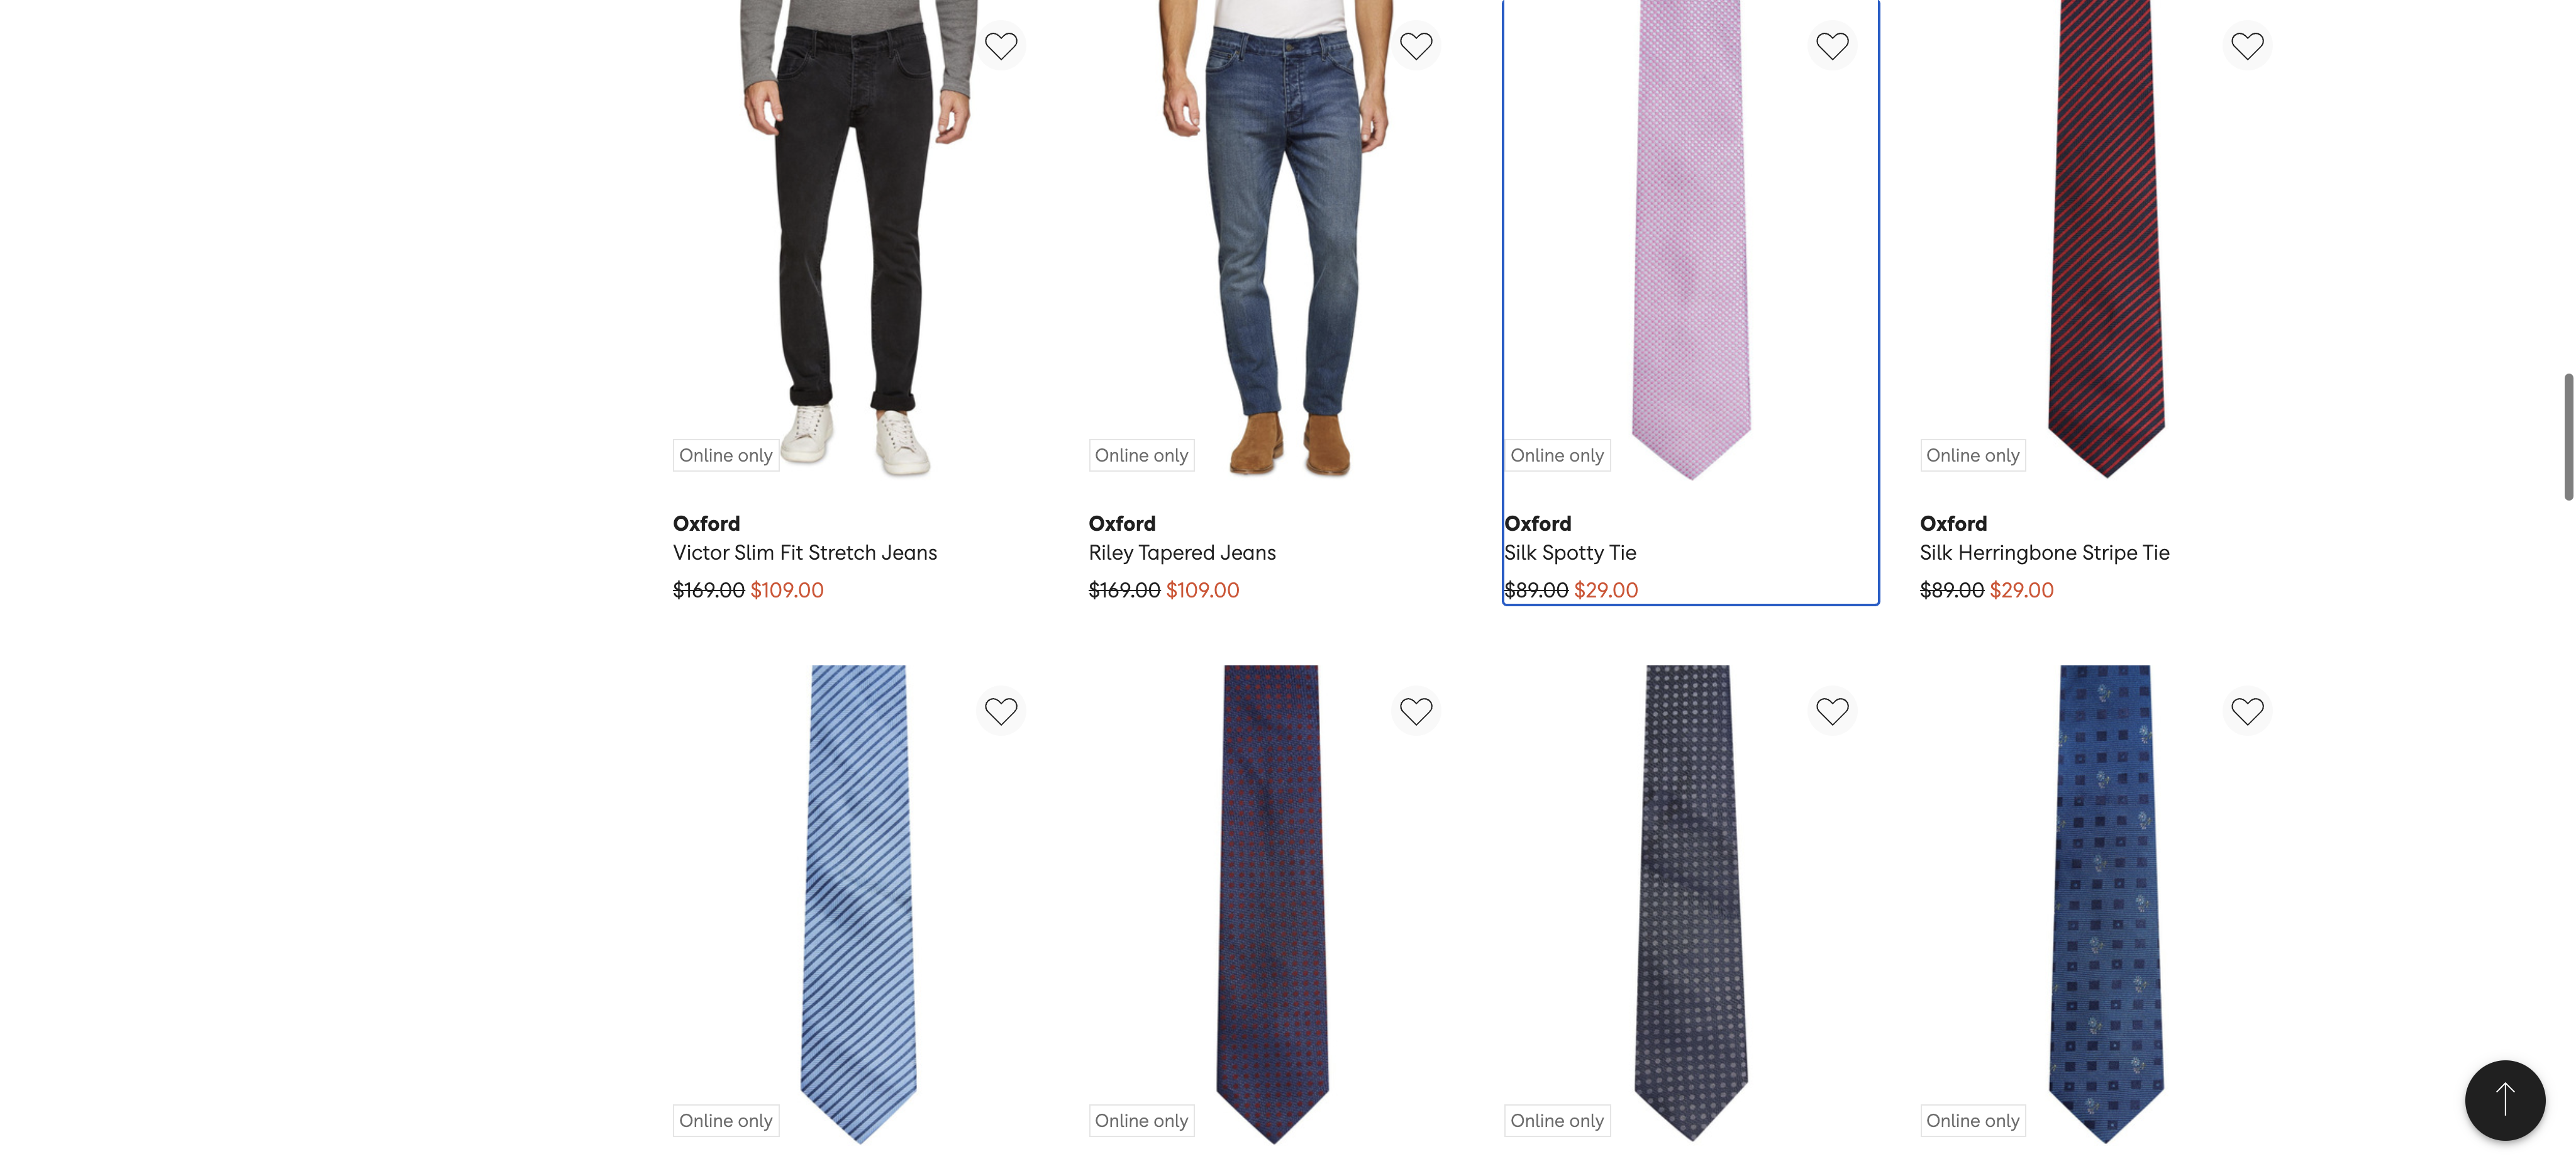 Online only
Online only
Online only
Online only
Oxford
Victor Slim Fit Stretch Jeans
$169.00 $109.00
Oxford
Riley Tapered Jeans
$169.00 $109.00
Oxford
Silk Spotty Tie
$89.00 $29.00
Oxford
Silk Herringbone Stripe Tie
$89.00 $29.00
Online only
Online only
Online only
Online only